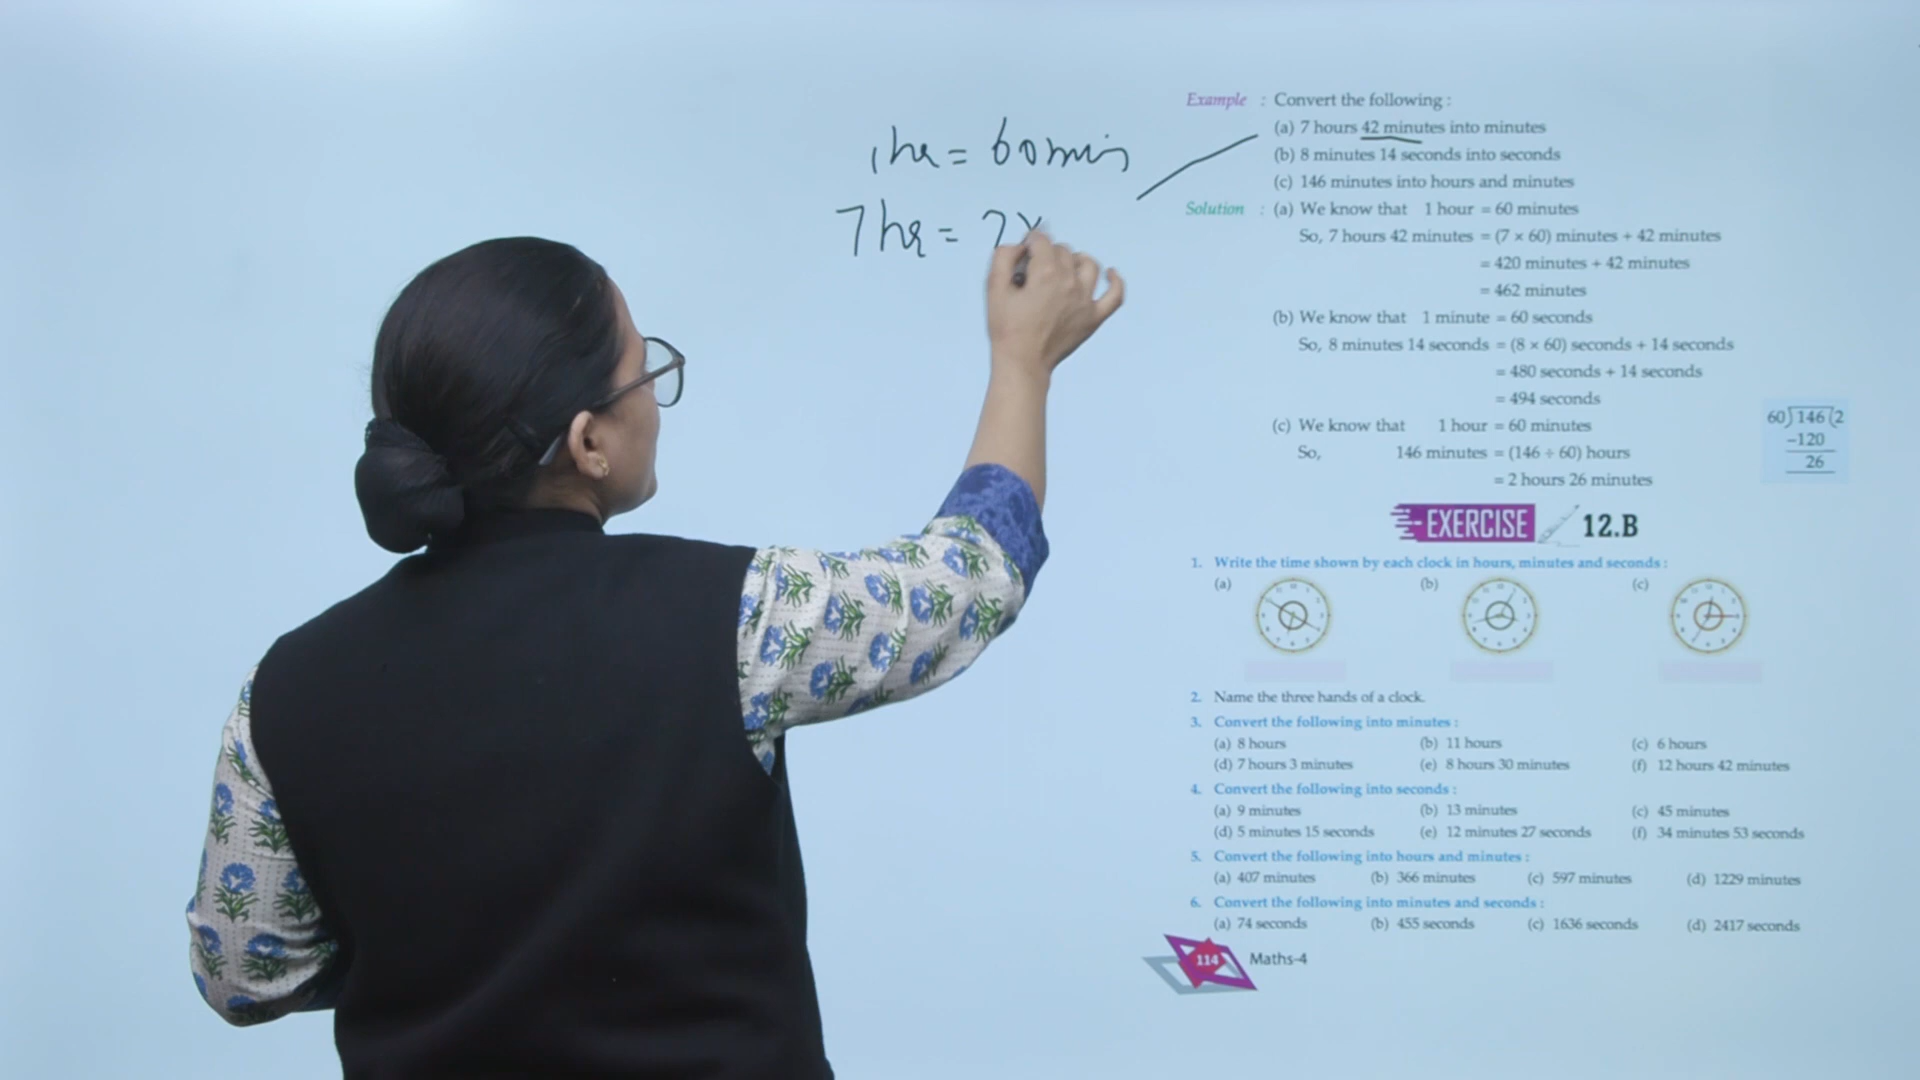 1hr = 60min
7hr = 7x
Example : Convert the following :
(a) 7 hours 42 minutes into minutes
(b) 8 minutes 14 seconds into seconds
(c) 146 minutes into hours and minutes
Solution : (a) We know that 1 hour = 60 minutes
So, 7 hours 42 minutes = (7 × 60) minutes + 42 minutes
= 420 minutes + 42 minutes
= 462 minutes
(b) We know that 1 minute = 60 seconds
So, 8 minutes 14 seconds = (8 × 60) seconds + 14 seconds
= 480 seconds + 14 seconds
= 494 seconds
(c) We know that 1 hour = 60 minutes
So, 146 minutes = (146 ÷ 60) hours
= 2 hours 26 minutes
60)146(2
-120
26
EXERCISE 12.B
1. Write the time shown by each clock in hours, minutes and seconds :
(a) (b) (c)
2. Name the three hands of a clock.
3. Convert the following into minutes :
(a) 8 hours (b) 11 hours (c) 6 hours
(d) 7 hours 3 minutes (e) 8 hours 30 minutes (f) 12 hours 42 minutes
4. Convert the following into seconds :
(a) 9 minutes (b) 13 minutes (c) 45 minutes
(d) 5 minutes 15 seconds (e) 12 minutes 27 seconds (f) 34 minutes 53 seconds
5. Convert the following into hours and minutes :
(a) 407 minutes (b) 366 minutes (c) 597 minutes (d) 1229 minutes
6. Convert the following into minutes and seconds :
(a) 74 seconds (b) 455 seconds (c) 1636 seconds (d) 2417 seconds
114 Maths-4